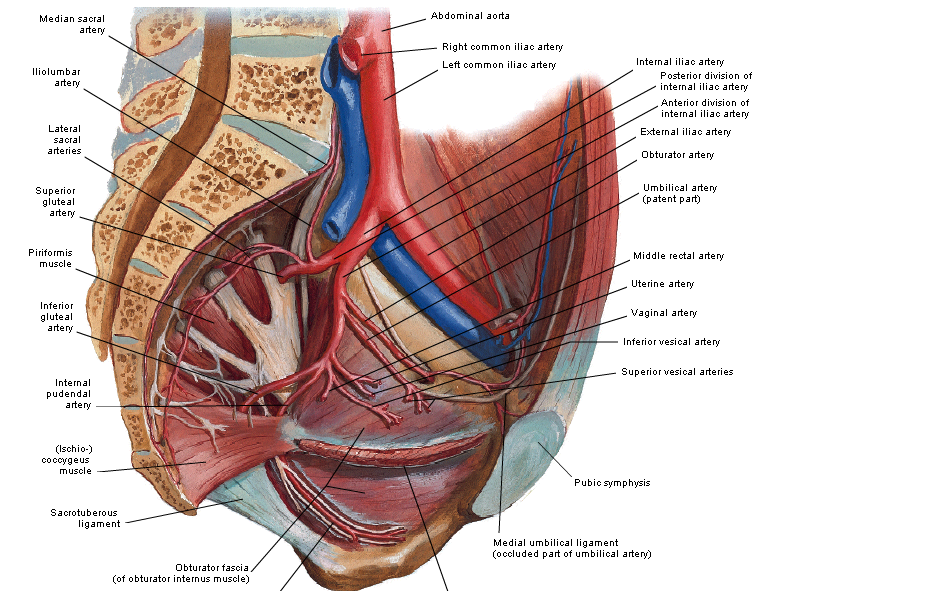 Median sacral
artery
Iliolumbar
artery
Lateral
sacral
arteries
Superior
gluteal
artery
Piriformis
muscle
Inferior
gluteal
artery
Internal
pudendal
artery
(Ischio-)
coccygeus
muscle
Sacrotuberous
ligament
Obturator fascia
(of obturator internus muscle)
Abdominal aorta
Right common iliac artery
Left common iliac artery
Internal iliac artery
Posterior division of
internal iliac artery
Anterior division of
internal iliac artery
External iliac artery
Obturator artery
Umbilical artery
(patent part)
Middle rectal artery
Uterine artery
Vaginal artery
Inferior vesical artery
Superior vesical arteries
Pubic symphysis
Medial umbilical ligament
(occluded part of umbilical artery)